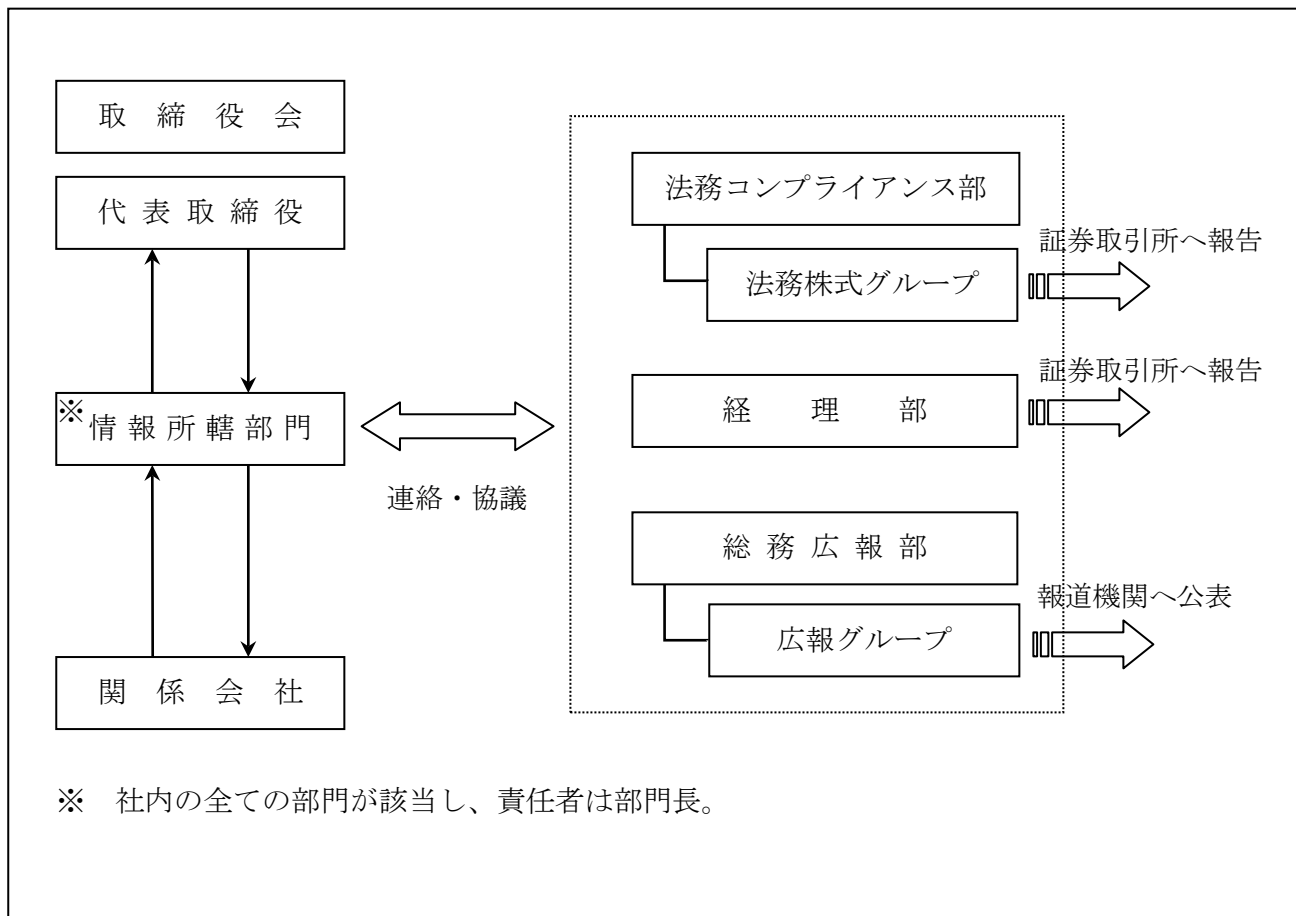 取締役会
代表取締役
※情報所轄部門
関係会社
連絡・協議
法務コンプライアンス部
法務株式グループ
証券取引所へ報告
経理部
証券取引所へ報告
総務広報部
広報グループ
報道機関へ公表
※ 社内の全ての部門が該当し、責任者は部門長。